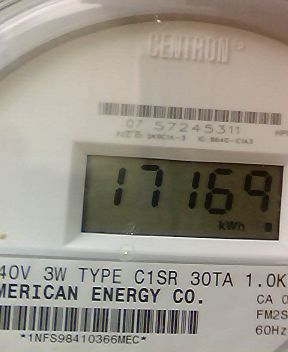 CENTRON
07 57245311
17169
kWh
40V 3W TYPE C1SR 30TA 1.0K
MERICAN ENERGY CO.
CA 0
FM2S
60Hz
*1NFS98410366MEC*